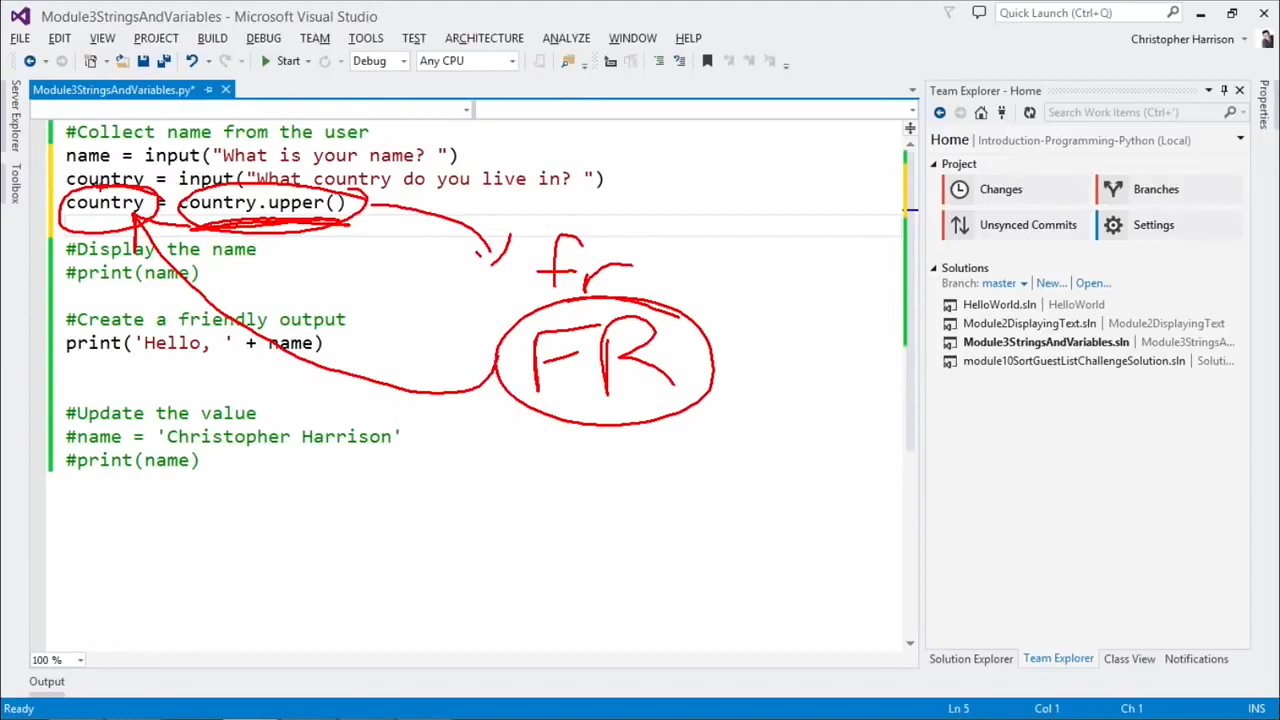 Module3StringsAndVariables - Microsoft Visual Studio
Quick Launch (Ctrl+Q)
FILE EDIT VIEW PROJECT BUILD DEBUG TEAM TOOLS TEST ARCHITECTURE ANALYZE WINDOW HELP
Christopher Harrison
Start Debug Any CPU
Server Explorer
Toolbox
Module3StringsAndVariables.py*
#Collect name from the user
name = input("What is your name? ")
country = input("What country do you live in? ")
country = country.upper()
#Display the name
#print(name)
#Create a friendly output
print('Hello, ' + name)
#Update the value
#name = 'Christopher Harrison'
#print(name)
fr
FR
100 %
Output
Team Explorer - Home
Search Work Items (Ctrl+')
Home | Introduction-Programming-Python (Local)
Project
Changes Branches
Unsynced Commits Settings
Solutions
Branch: master New... Open...
HelloWorld.sln | HelloWorld
Module2DisplayingText.sln | Module2DisplayingText
Module3StringsAndVariables.sln | Module3StringsA...
module10SortGuestListChallengeSolution.sln | Soluti...
Solution Explorer Team Explorer Class View Notifications
Properties
Ready Ln 5 Col 1 Ch 1 INS